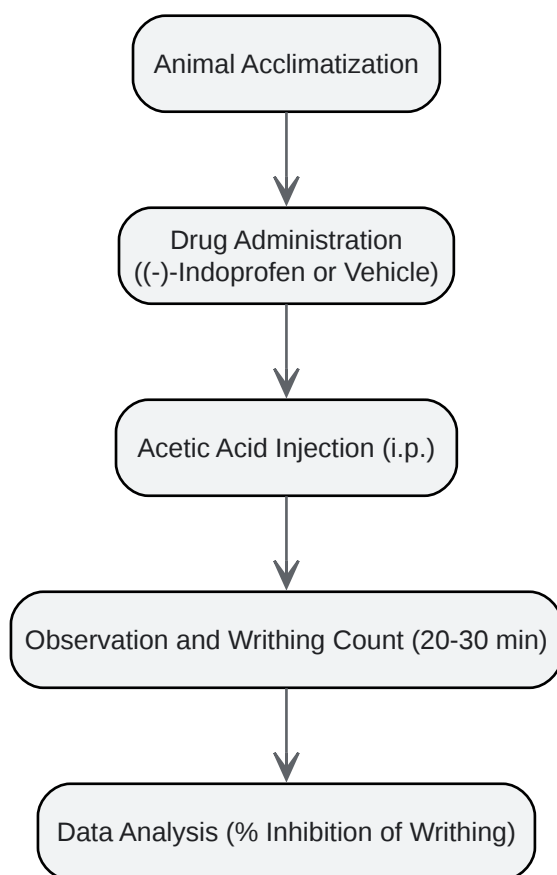 Animal Acclimatization
Drug Administration
((-)-Indoprofen or Vehicle)
Acetic Acid Injection (i.p.)
Observation and Writhing Count (20-30 min)
Data Analysis (% Inhibition of Writhing)